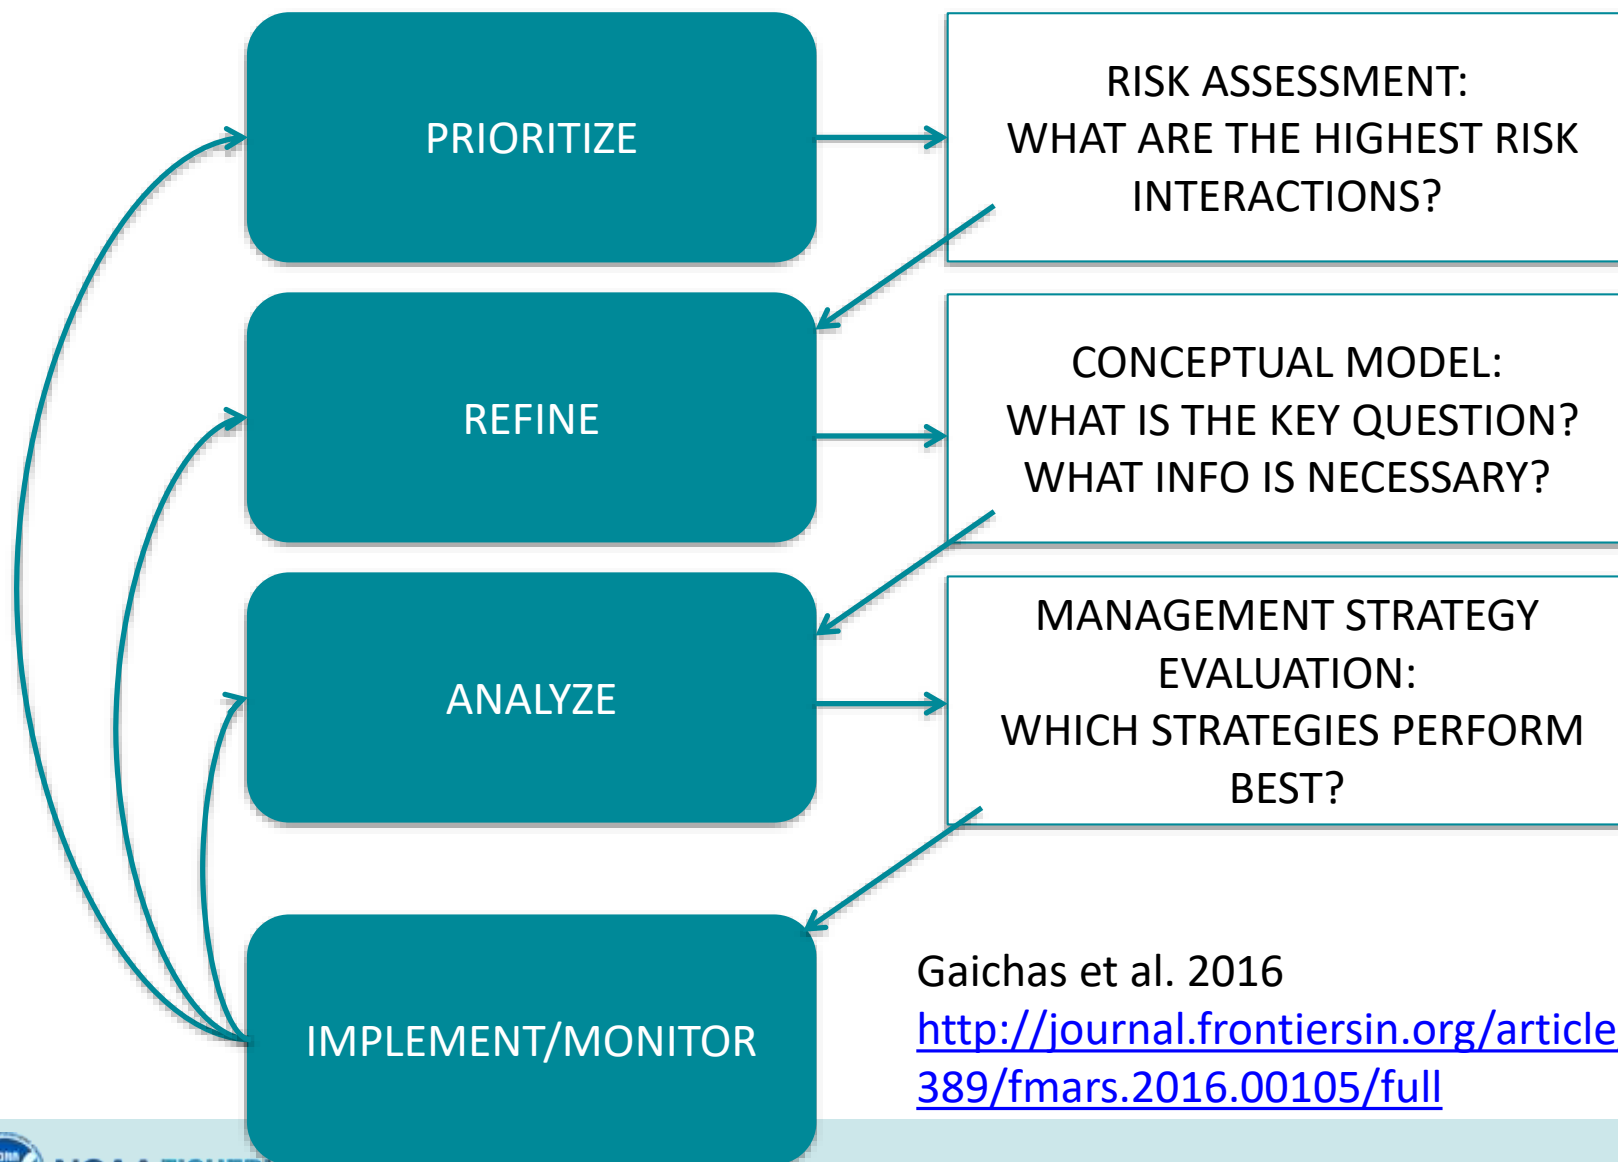 PRIORITIZE
RISK ASSESSMENT:
WHAT ARE THE HIGHEST RISK
INTERACTIONS?
REFINE
CONCEPTUAL MODEL:
WHAT IS THE KEY QUESTION?
WHAT INFO IS NECESSARY?
ANALYZE
MANAGEMENT STRATEGY
EVALUATION:
WHICH STRATEGIES PERFORM
BEST?
IMPLEMENT/MONITOR
Gaichas et al. 2016
http://journal.frontiersin.org/article
389/fmars.2016.00105/full